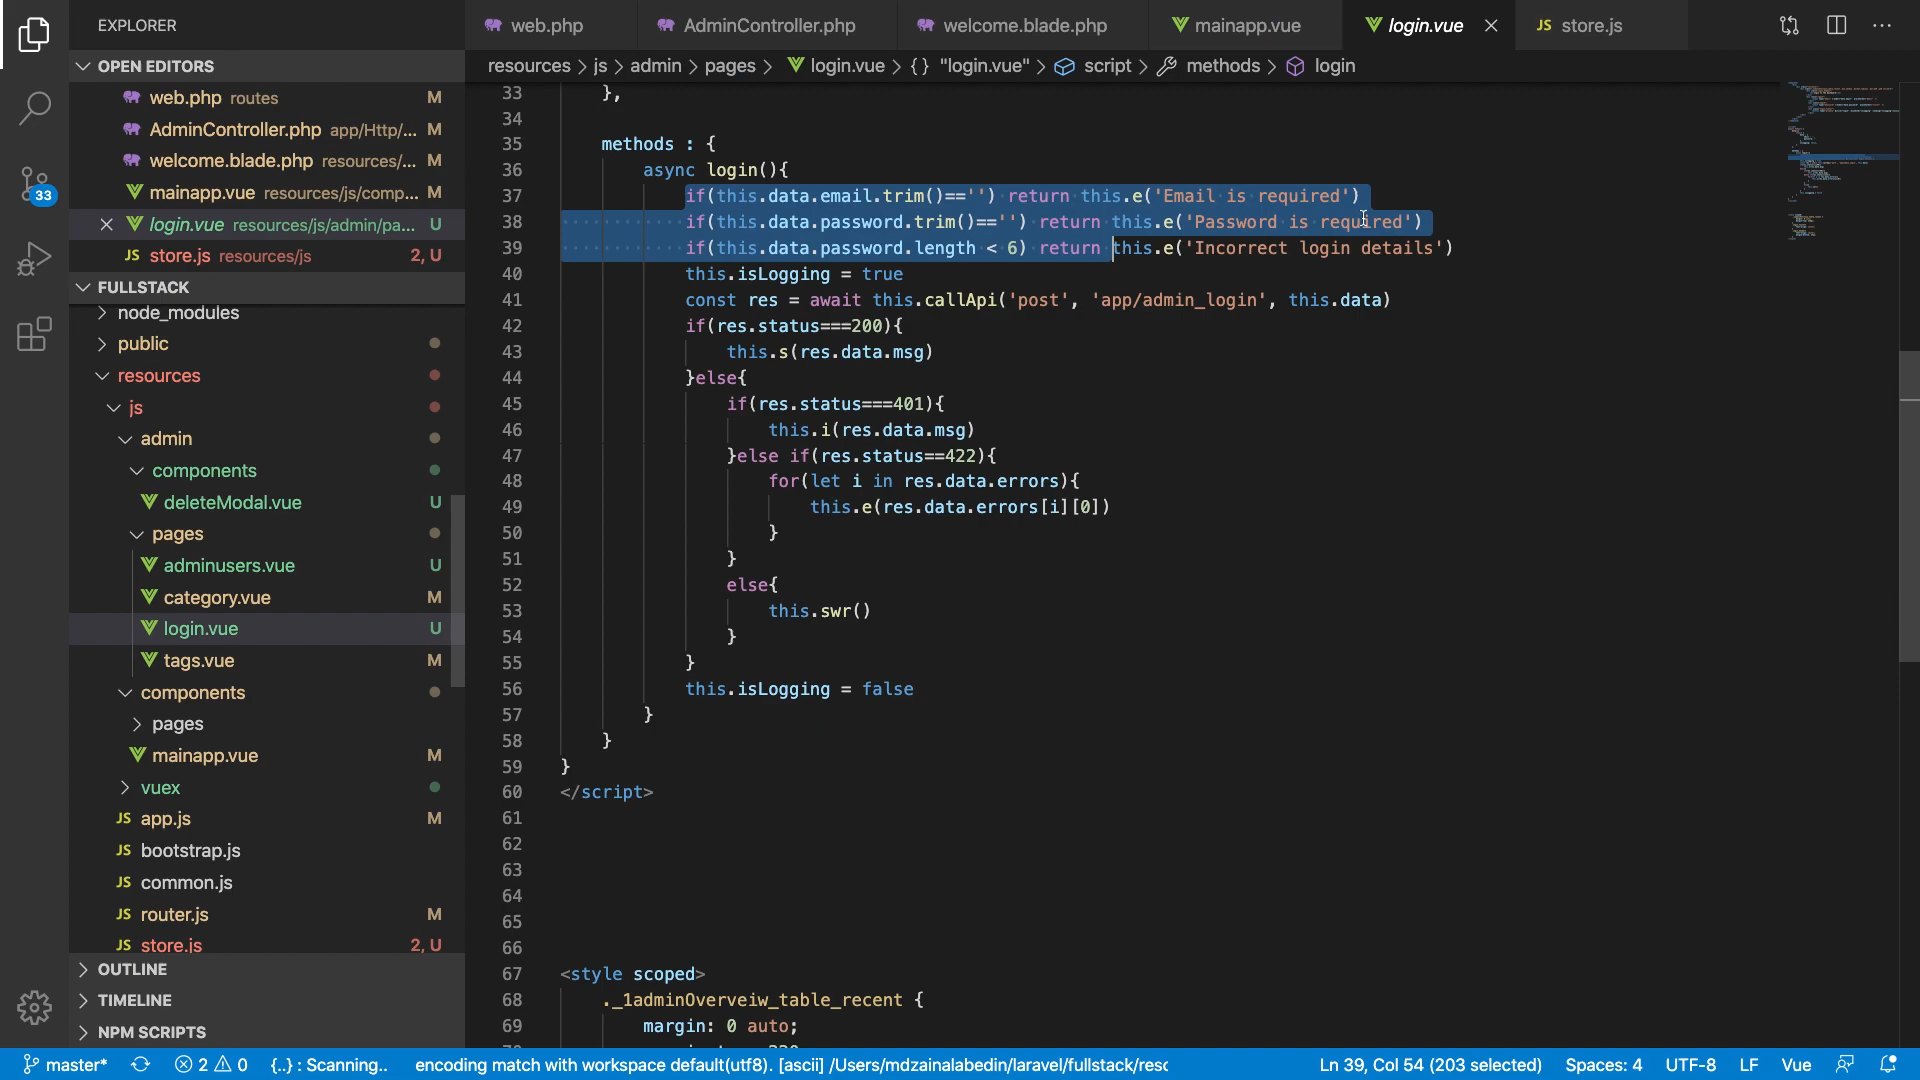 EXPLORER
web.php
AdminController.php
welcome.blade.php
mainapp.vue
login.vue
JS store.js
OPEN EDITORS
web.php routes M
AdminController.php app/Http/... M
welcome.blade.php resources/... M
mainapp.vue resources/js/comp... M
login.vue resources/js/admin/pa... U
JS store.js resources/js 2, U
33
FULLSTACK
node_modules
public
resources
js
admin
components
deleteModal.vue U
pages
adminusers.vue U
category.vue M
login.vue U
tags.vue M
components
pages
mainapp.vue M
vuex
JS app.js M
JS bootstrap.js
JS common.js
JS router.js M
JS store.js 2, U
OUTLINE
TIMELINE
NPM SCRIPTS
resources > js > admin > pages > login.vue > {} "login.vue" > script > methods > login
33 },
34
35 methods : {
36 async login(){
37 if(this.data.email.trim()=='') return this.e('Email is required')
38 if(this.data.password.trim()=='') return this.e('Password is required')
39 if(this.data.password.length < 6) return this.e('Incorrect login details')
40 this.isLogging = true
41 const res = await this.callApi('post', 'app/admin_login', this.data)
42 if(res.status===200){
43 this.s(res.data.msg)
44 }else{
45 if(res.status===401){
46 this.i(res.data.msg)
47 }else if(res.status==422){
48 for(let i in res.data.errors){
49 this.e(res.data.errors[i][0])
50 }
51 }
52 else{
53 this.swr()
54 }
55 }
56 this.isLogging = false
57 }
58 }
59 }
60 </script>
61
62
63
64
65
66
67 <style scoped>
68 ._1adminOverveiw_table_recent {
69 margin: 0 auto;
master* 2 0 {..} : Scanning.. encoding match with workspace default(utf8). [ascii] /Users/mdzainalabedin/laravel/fullstack/resc Ln 39, Col 54 (203 selected) Spaces: 4 UTF-8 LF Vue